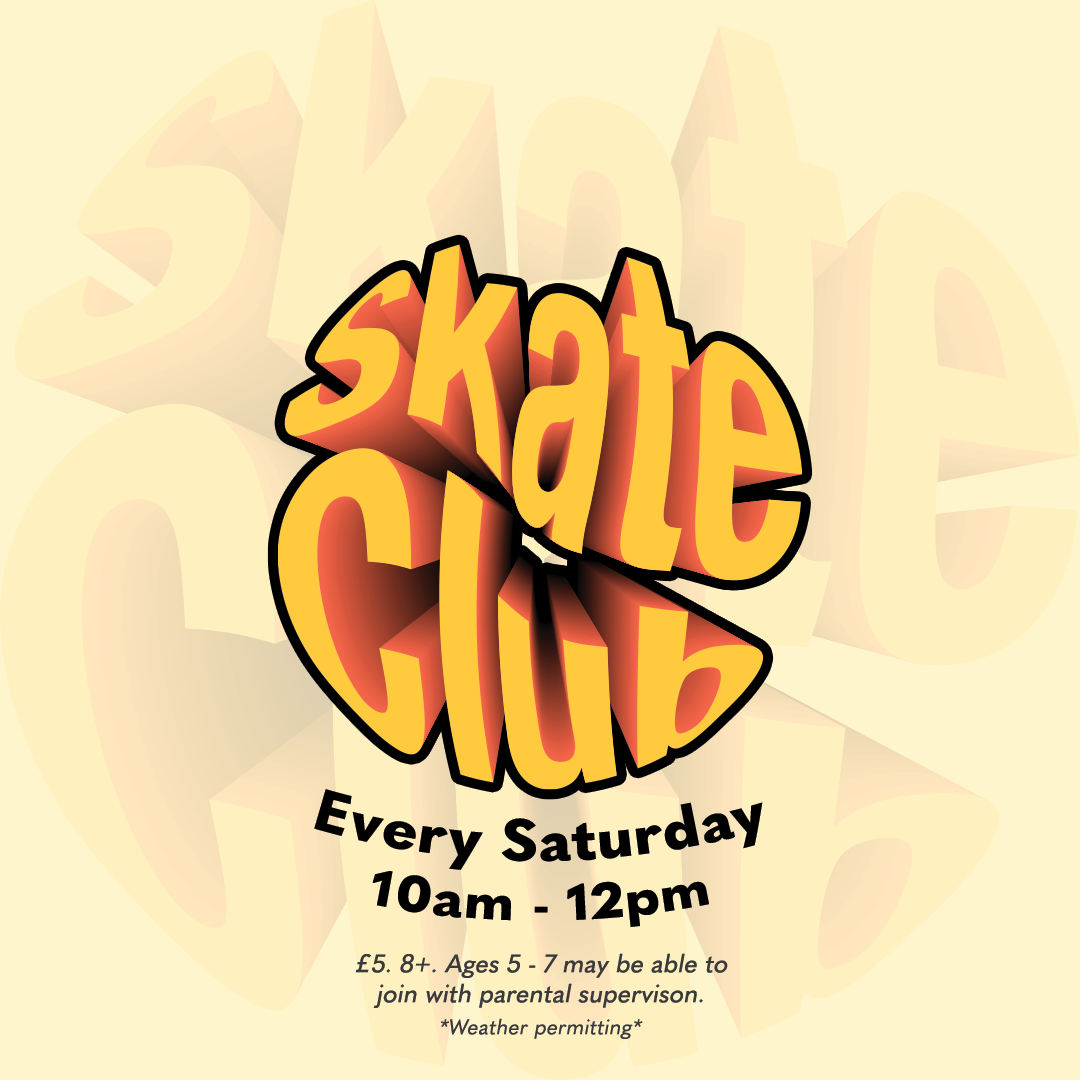 skate
Club
Every Saturday
10am - 12pm
£5. 8+. Ages 5 - 7 may be able to
join with parental supervison.
*Weather permitting*